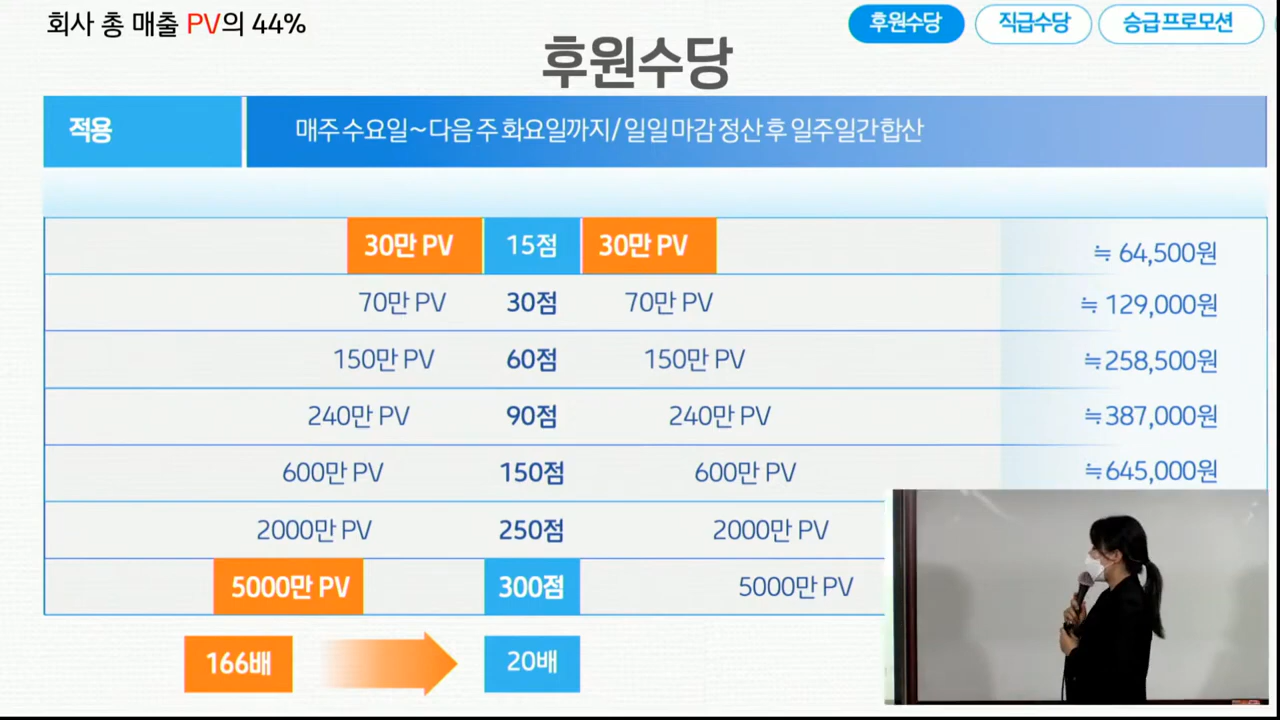 회사 총 매출 PV의 44%
후원수당 직급수당 승급프로모션
후원수당
적용 매주 수요일~다음 주 화요일까지/ 일일 마감 정산 후 일주일간 합산
30만 PV 15점 30만 PV ≒ 64,500원
70만 PV 30점 70만 PV ≒ 129,000원
150만 PV 60점 150만 PV ≒258,500원
240만 PV 90점 240만 PV ≒387,000원
600만 PV 150점 600만 PV ≒645,000원
2000만 PV 250점 2000만 PV
5000만 PV 300점 5000만 PV
166배 20배